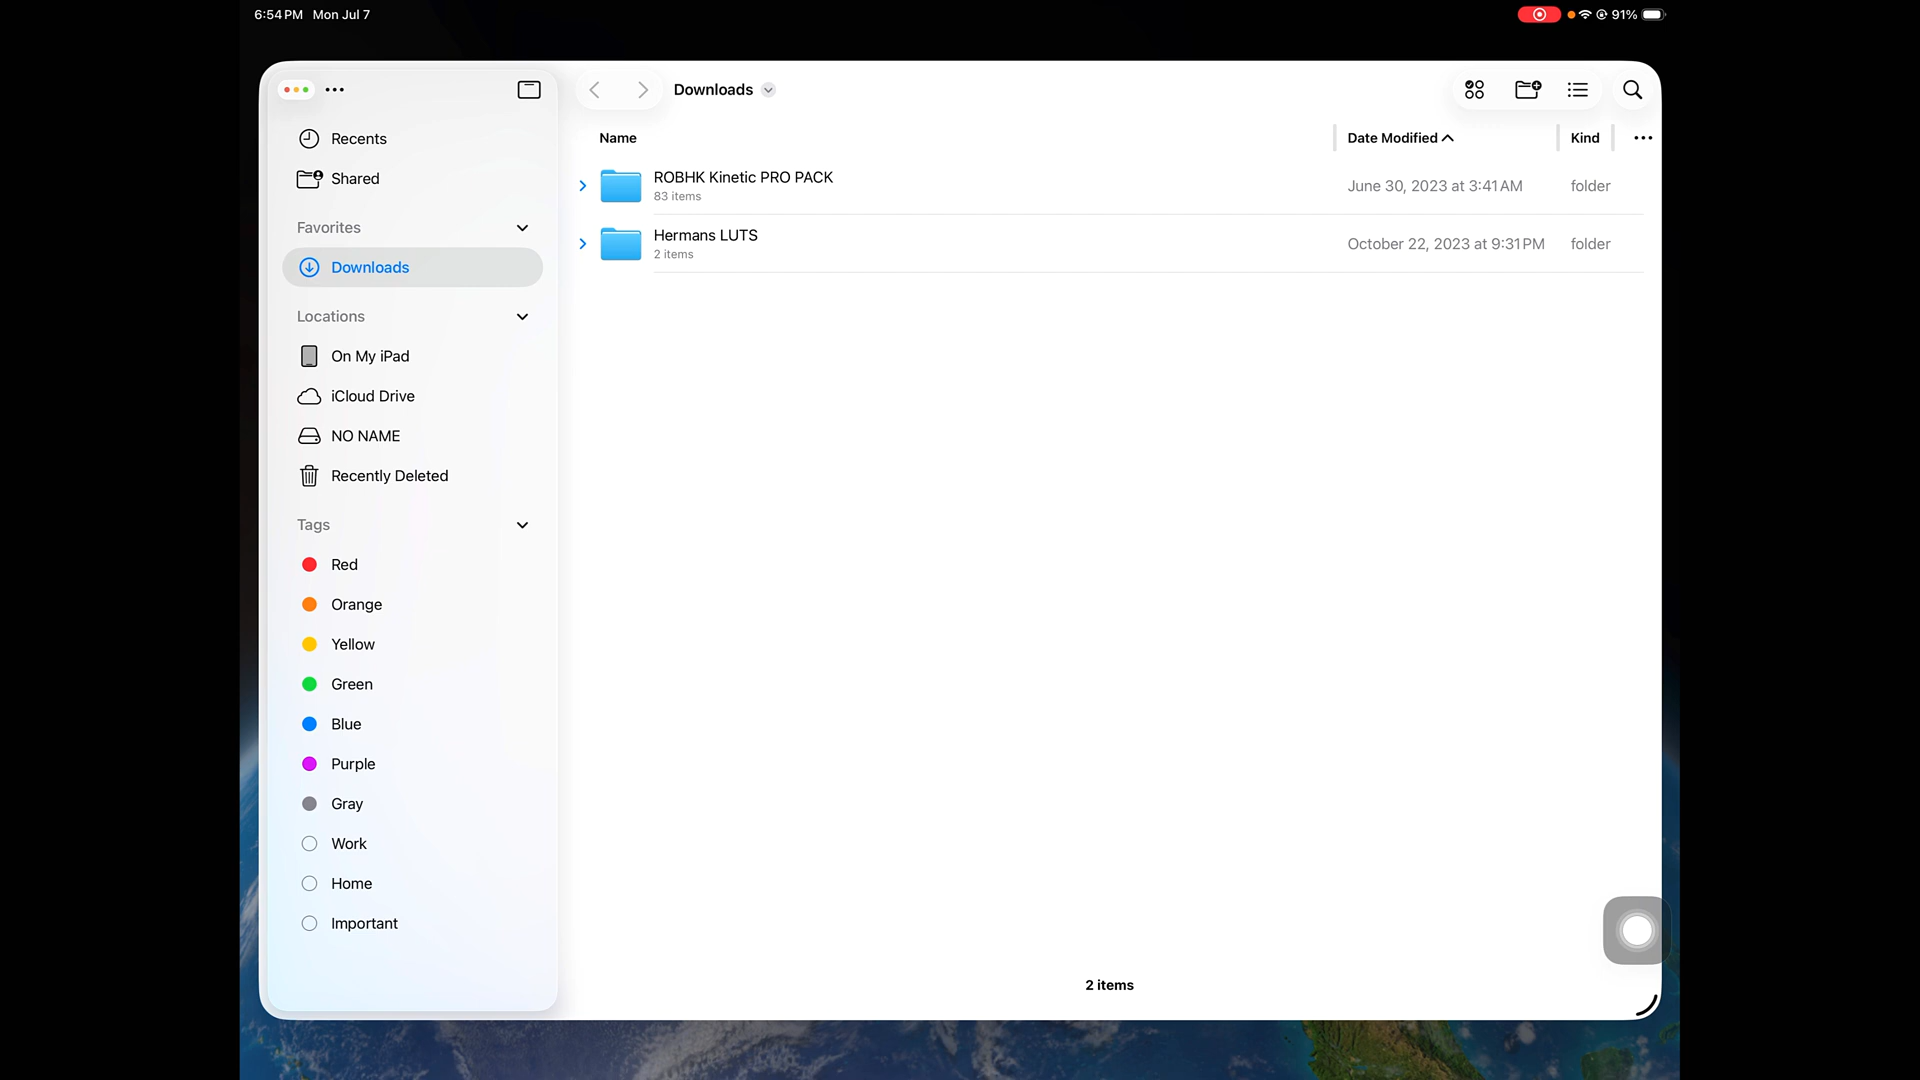 6:54 PM Mon Jul 7
91%
Downloads
Recents
Shared
Favorites
Downloads
Locations
On My iPad
iCloud Drive
NO NAME
Recently Deleted
Tags
Red
Orange
Yellow
Green
Blue
Purple
Gray
Work
Home
Important
Name Date Modified Kind
ROBHK Kinetic PRO PACK June 30, 2023 at 3:41 AM folder
83 items
Hermans LUTS October 22, 2023 at 9:31 PM folder
2 items
2 items